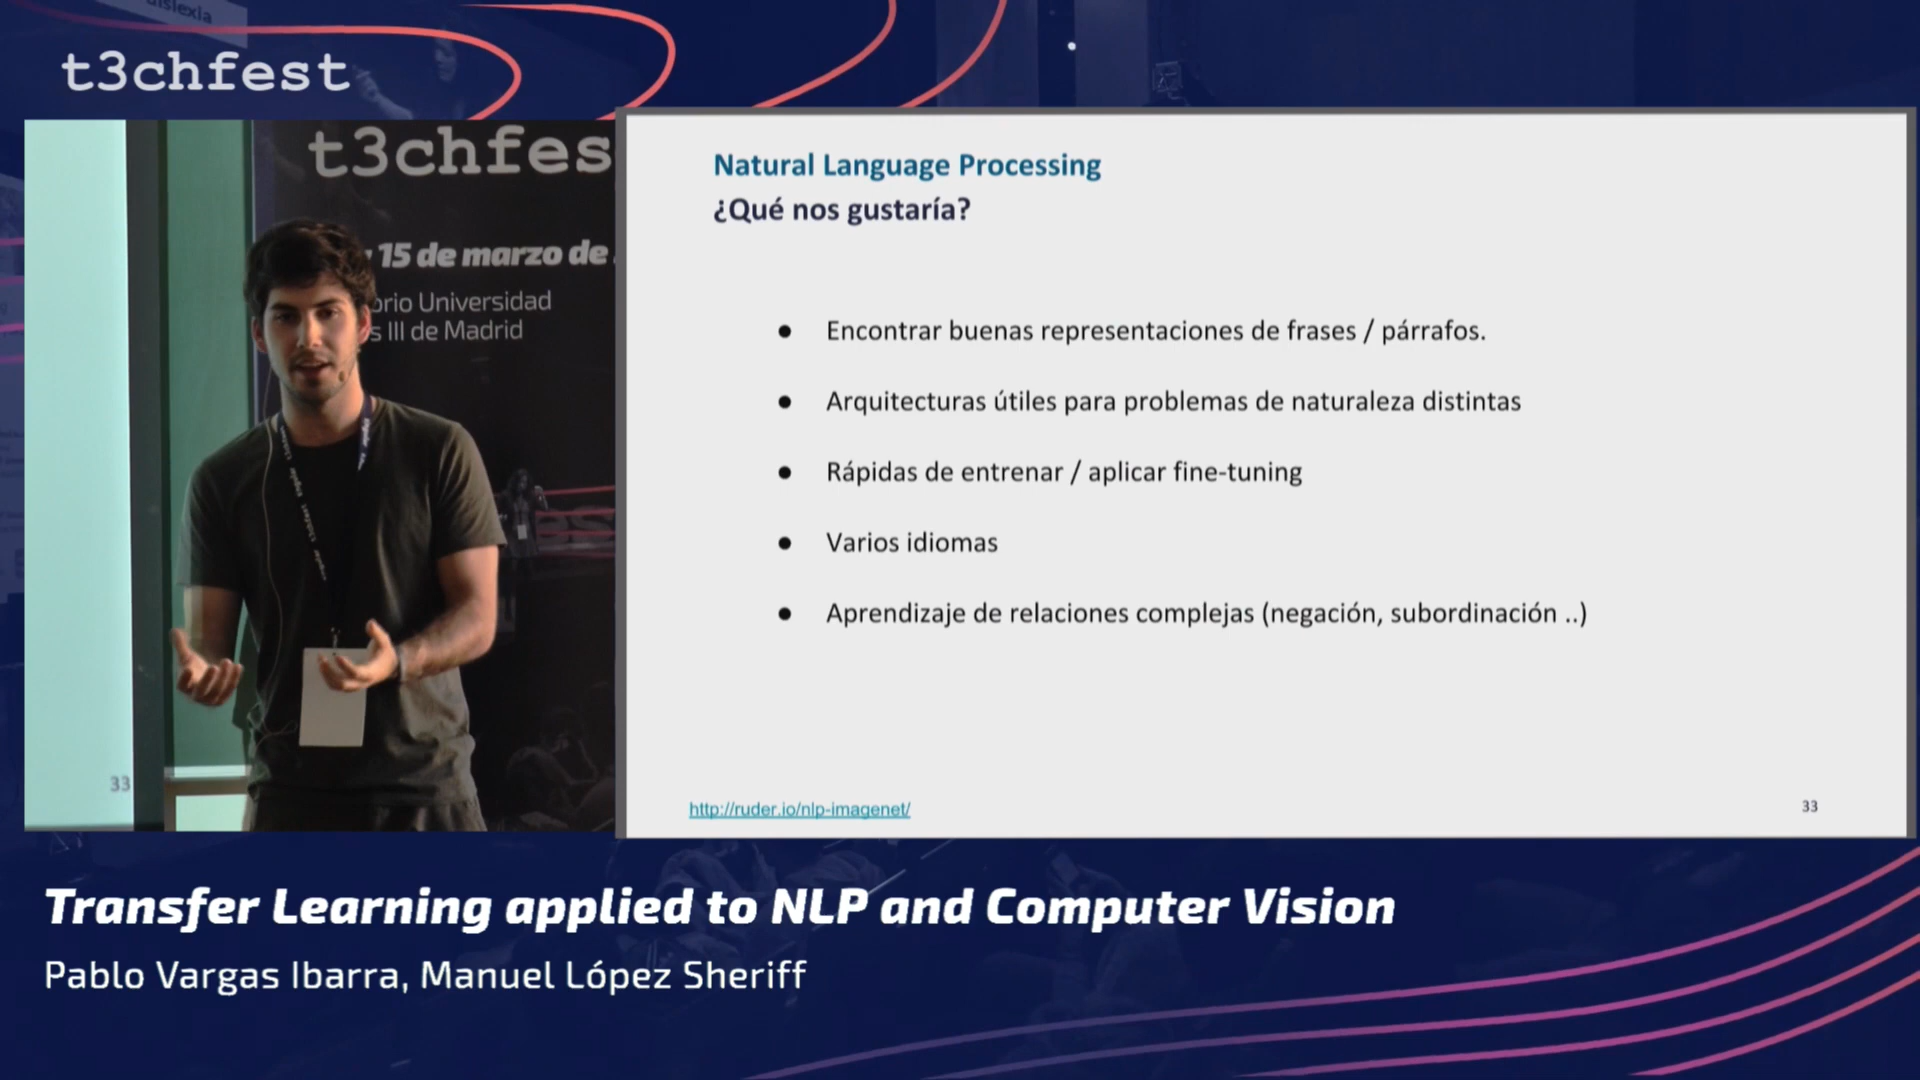 islexia
t3chfest
t3chfes
15 de marzo de
orio Universidad
s III de Madrid
33
Natural Language Processing
¿Qué nos gustaría?
● Encontrar buenas representaciones de frases / párrafos.
● Arquitecturas útiles para problemas de naturaleza distintas
● Rápidas de entrenar / aplicar fine-tuning
● Varios idiomas
● Aprendizaje de relaciones complejas (negación, subordinación ..)
http://ruder.io/nlp-imagenet/
33
Transfer Learning applied to NLP and Computer Vision
Pablo Vargas Ibarra, Manuel López Sheriff